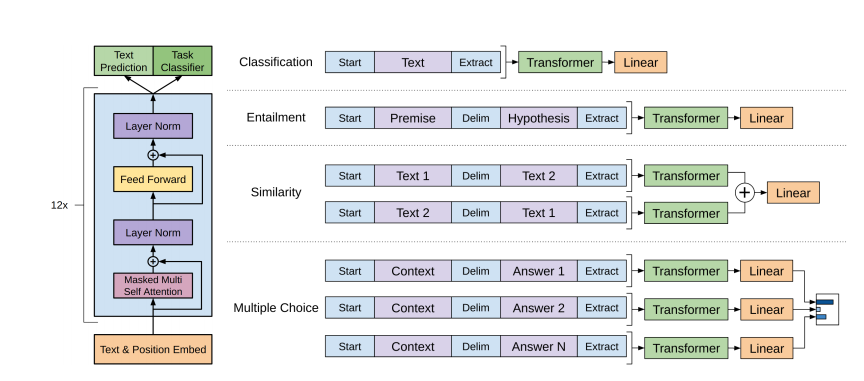 Text Prediction
Task Classifier
12x
Layer Norm
Feed Forward
Layer Norm
Masked Multi Self Attention
Text & Position Embed
Classification Start Text Extract Transformer Linear
Entailment Start Premise Delim Hypothesis Extract Transformer Linear
Similarity
Start Text 1 Delim Text 2 Extract Transformer
Start Text 2 Delim Text 1 Extract Transformer
+ Linear
Multiple Choice
Start Context Delim Answer 1 Extract Transformer Linear
Start Context Delim Answer 2 Extract Transformer Linear
Start Context Delim Answer N Extract Transformer Linear